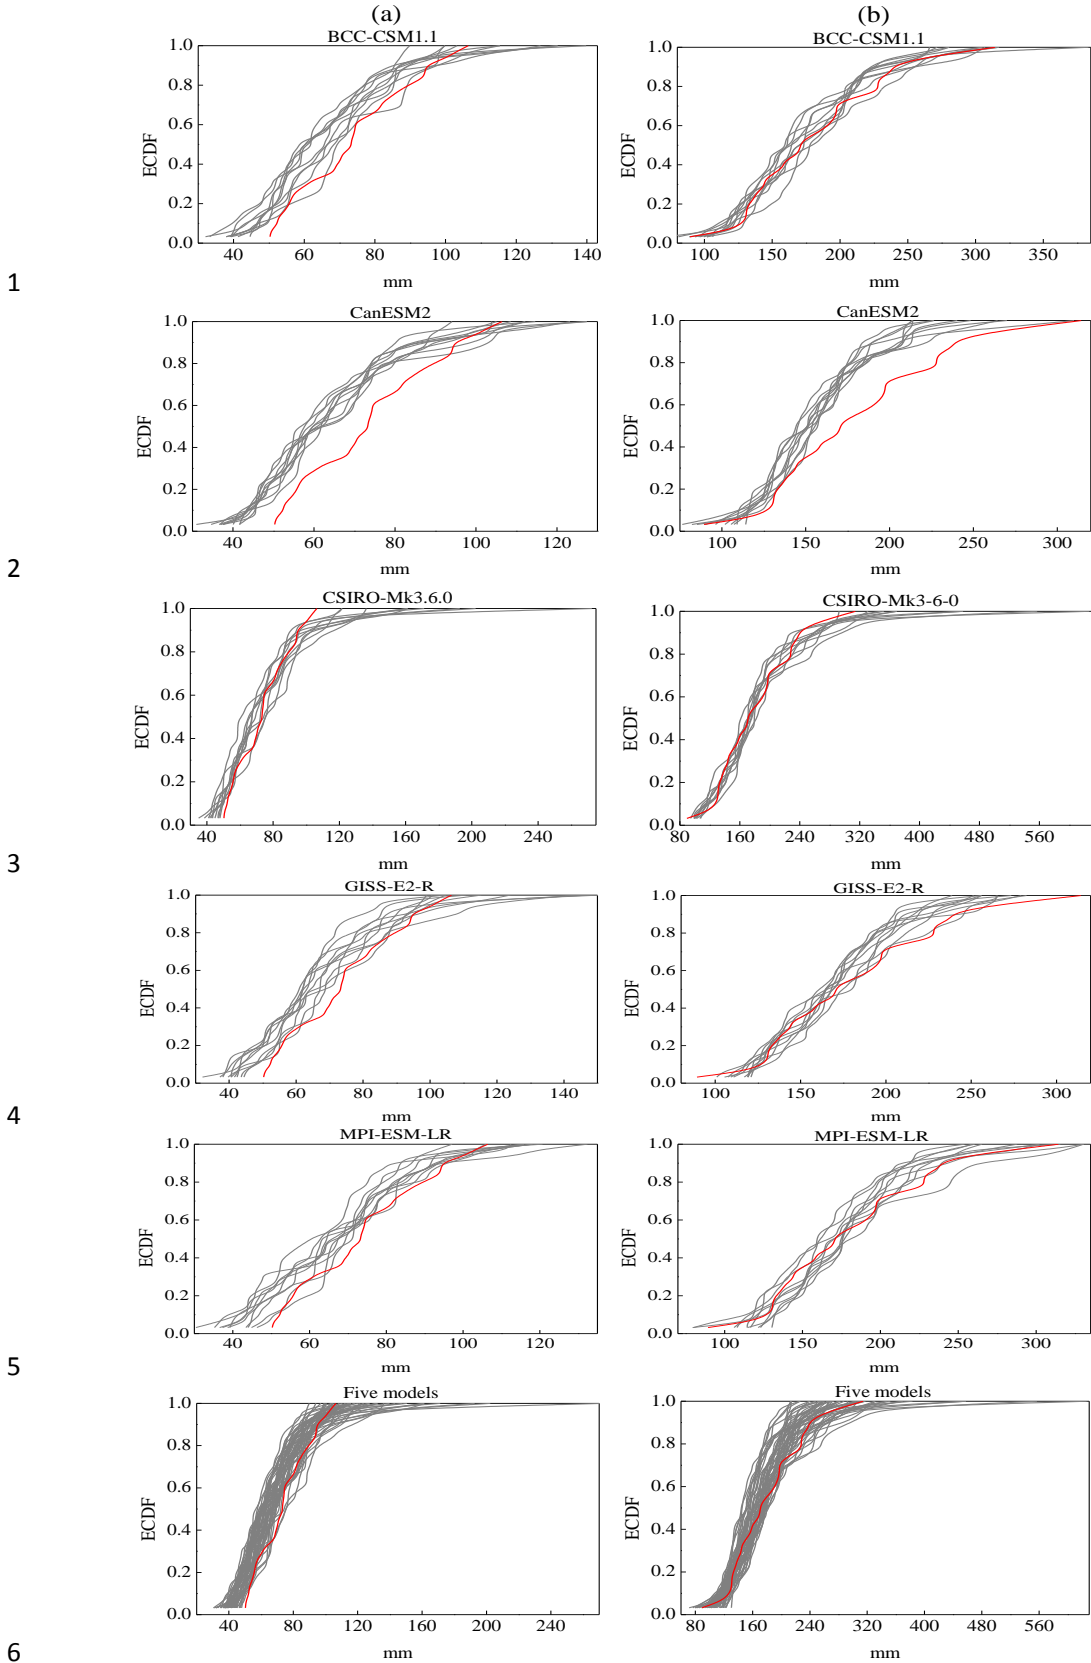 (a) (b)
BCC-CSM1.1 BCC-CSM1.1
1.0 1.0
0.8 0.8
0.6 0.6
ECDF ECDF
0.4 0.4
0.2 0.2
0.0 0.0
40 60 80 100 120 140 100 150 200 250 300 350
1 mm mm
CanESM2 CanESM2
1.0 1.0
0.8 0.8
0.6 0.6
ECDF ECDF
0.4 0.4
0.2 0.2
0.0 0.0
40 60 80 100 120 100 150 200 250 300
2 mm mm
CSIRO-Mk3.6.0 CSIRO-Mk3-6-0
1.0 1.0
0.8 0.8
0.6 0.6
ECDF ECDF
0.4 0.4
0.2 0.2
0.0 0.0
40 80 120 160 200 240 80 160 240 320 400 480 560
3 mm mm
GISS-E2-R GISS-E2-R
1.0 1.0
0.8 0.8
0.6 0.6
ECDF ECDF
0.4 0.4
0.2 0.2
0.0 0.0
40 60 80 100 120 140 100 150 200 250 300
4 mm mm
MPI-ESM-LR MPI-ESM-LR
1.0 1.0
0.8 0.8
0.6 0.6
ECDF ECDF
0.4 0.4
0.2 0.2
0.0 0.0
40 60 80 100 120 100 150 200 250 300
5 mm mm
Five models Five models
1.0 1.0
0.8 0.8
0.6 0.6
ECDF ECDF
0.4 0.4
0.2 0.2
0.0 0.0
40 80 120 160 200 240 80 160 240 320 400 480 560
6 mm mm